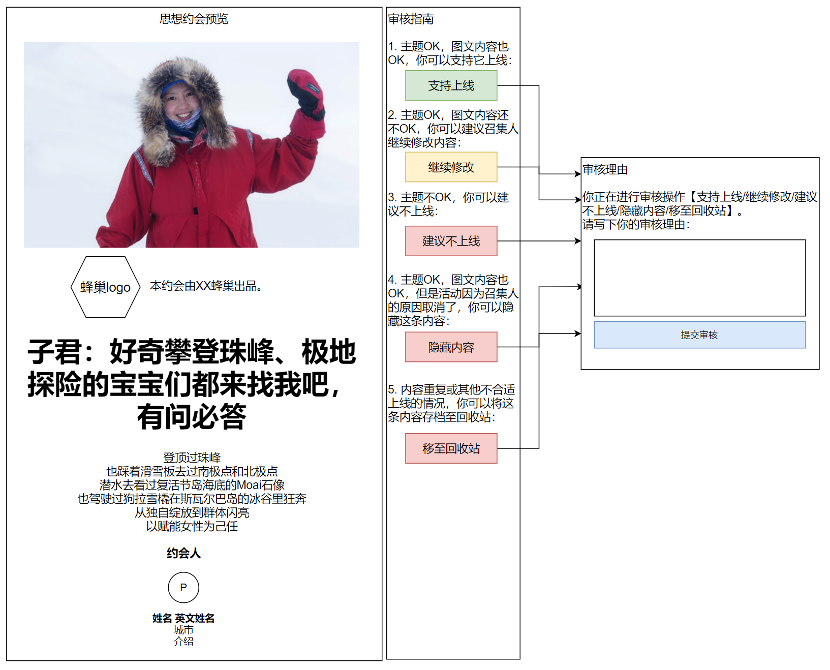 思想约会预览
蜂巢logo
本约会由XX蜂巢出品。
子君：好奇攀登珠峰、极地
探险的宝宝们都来找我吧，
有问必答
登顶过珠峰
也踩着滑雪板去过南极点和北极点
潜水去看过复活节岛海底的Moai石像
也驾驶过狗拉雪橇在斯瓦尔巴岛的冰谷里狂奔
从独自绽放到群体闪亮
以赋能女性为己任
约会人
P
姓名 英文姓名
城市
介绍
审核指南
1. 主题OK，图文内容也
OK，你可以支持它上线：
支持上线
2. 主题OK，图文内容还
不OK，你可以建议召集人
继续修改内容：
继续修改
3. 主题不OK，你可以建
议不上线：
建议不上线
4. 主题OK，图文内容也
OK，但是活动因为召集人
的原因取消了，你可以隐
藏这条内容：
隐藏内容
5. 内容重复或其他不合适
上线的情况，你可以将这
条内容存档至回收站：
移至回收站
审核理由
你正在进行审核操作【支持上线/继续修改/建议
不上线/隐藏内容/移至回收站】。
请写下你的审核理由：
提交审核